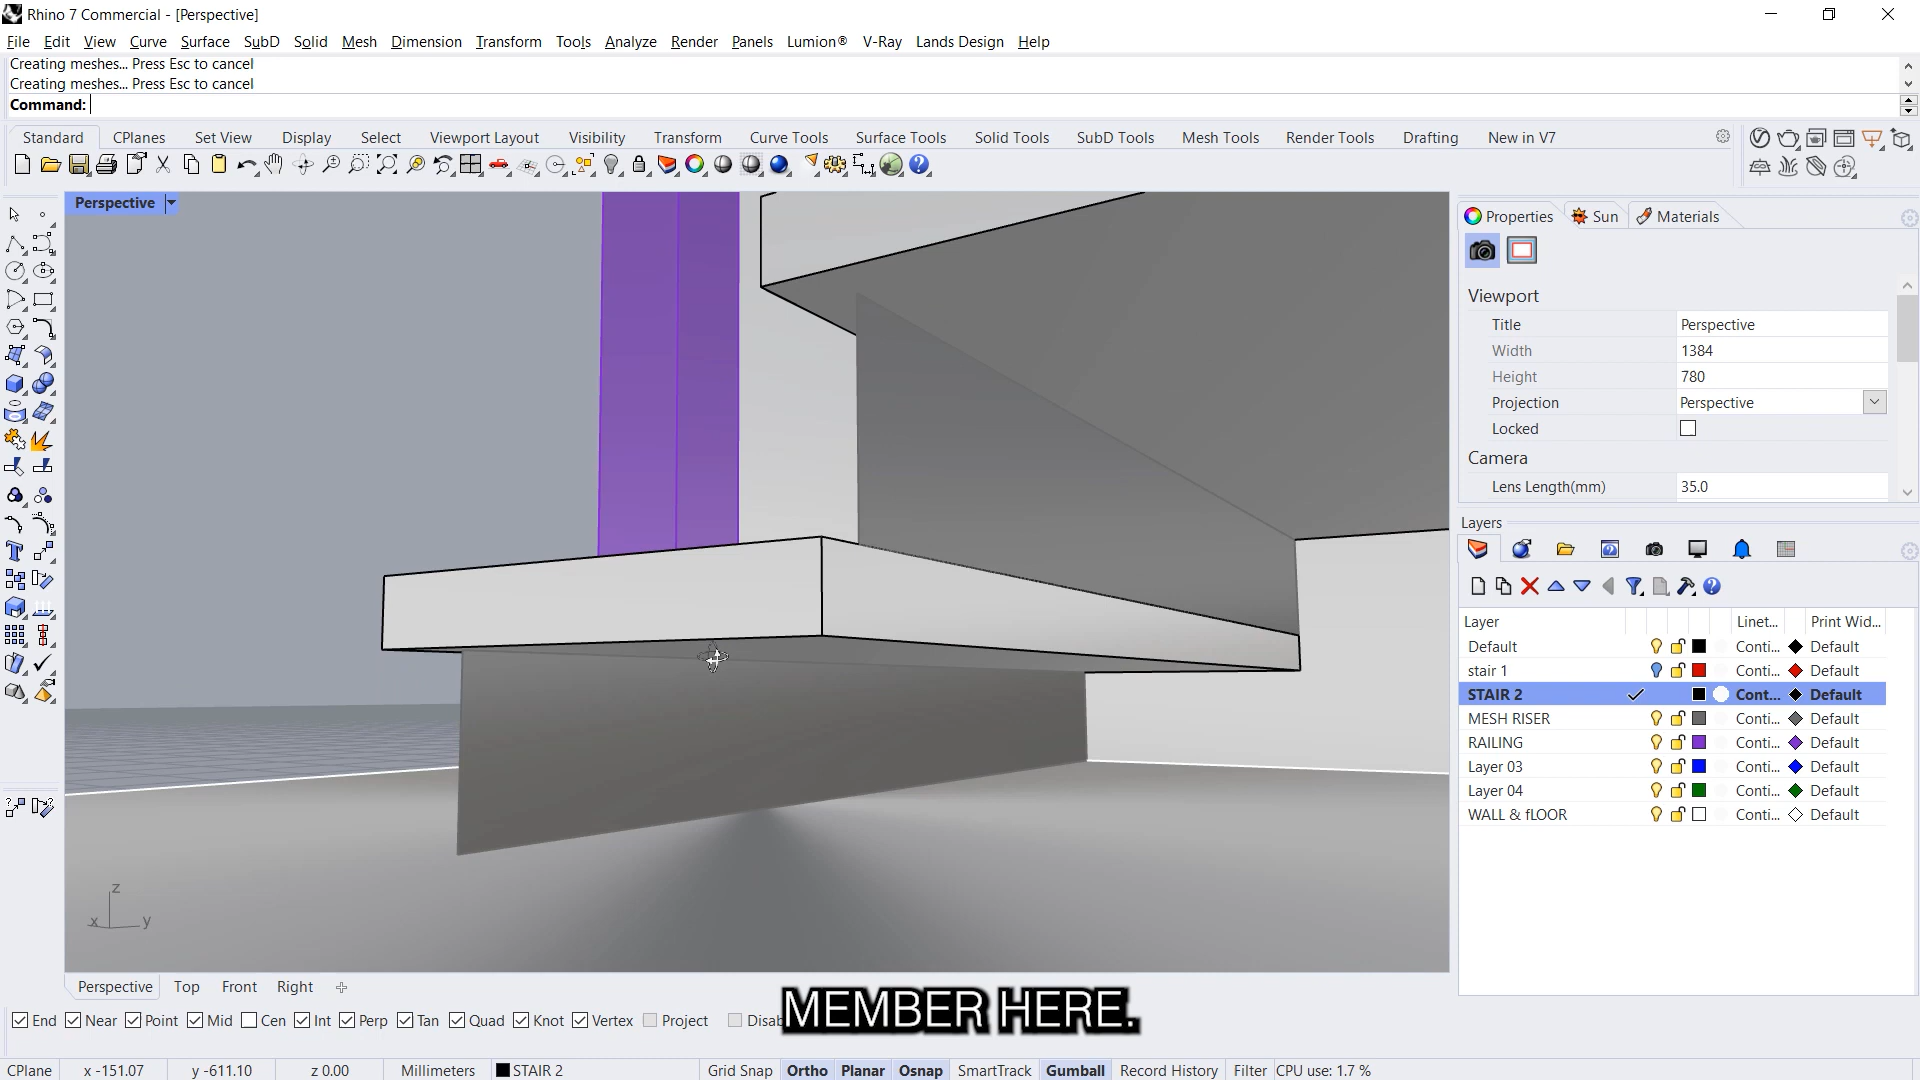 Rhino 7 Commercial - [Perspective]
File Edit View Curve Surface SubD Solid Mesh Dimension Transform Tools Analyze Render Panels Lumion® V-Ray Lands Design Help
Creating meshes... Press Esc to cancel
Creating meshes... Press Esc to cancel
Command:
Standard CPlanes Set View Display Select Viewport Layout Visibility Transform Curve Tools Surface Tools Solid Tools SubD Tools Mesh Tools Render Tools Drafting New in V7
Perspective
Properties Sun Materials
Viewport
Title Perspective
Width 1384
Height 780
Projection Perspective
Locked
Camera
Lens Length(mm) 35.0
Layers
Layer Linet... Print Wid...
Default Conti... Default
stair 1 Conti... Default
STAIR 2 Cont... Default
MESH RISER Conti... Default
RAILING Conti... Default
Layer 03 Conti... Default
Layer 04 Conti... Default
WALL & fLOOR Conti... Default
z
x y
Perspective Top Front Right
MEMBER HERE.
End Near Point Mid Cen Int Perp Tan Quad Knot Vertex Project Disab
CPlane x -151.07 y -611.10 z 0.00 Millimeters STAIR 2 Grid Snap Ortho Planar Osnap SmartTrack Gumball Record History Filter CPU use: 1.7 %